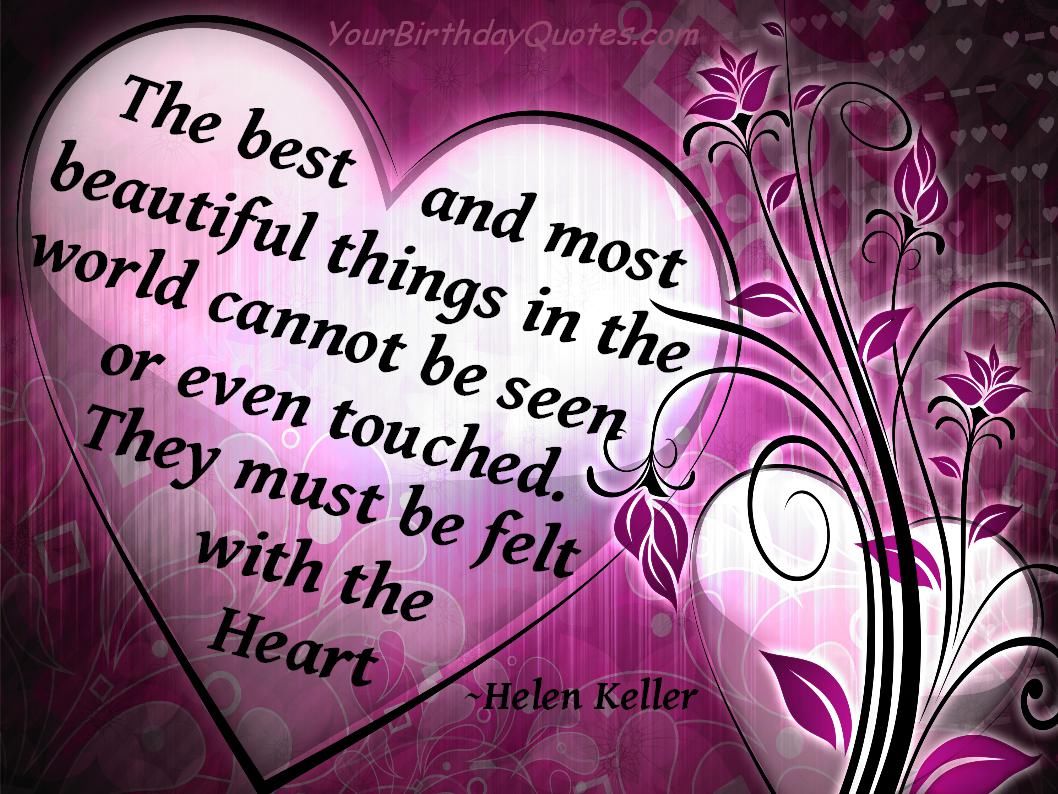 YourBirthdayQuotes.com
The best and most
beautiful things in the
world cannot be seen
or even touched.
They must be felt
with the
Heart
~Helen Keller